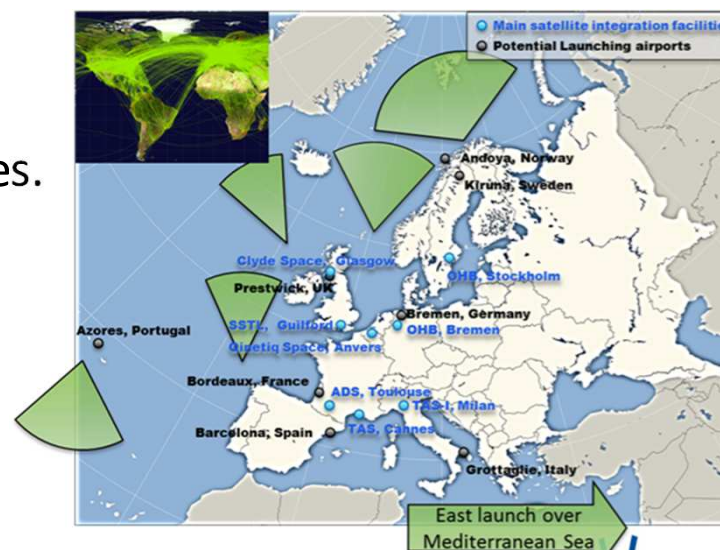 es.
Main satellite integration facilitie
Potential Launching airports
Andoya, Norway
Kiruna, Sweden
Clyde Space, Glasgow
OHB, Stockholm
Prestwick, UK
Bremen, Germany
Azores, Portugal
SSTL, Guilford
OHB, Bremen
Qinetiq Space, Anvers
Bordeaux, France
ADS, Toulouse
TAS-I, Milan
TAS, Cannes
Barcelona, Spain
Grottaglie, Italy
East launch over
Mediterranean Sea